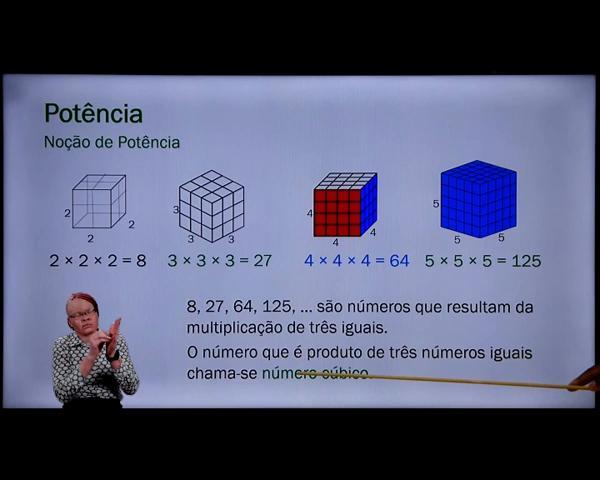 Potência
Noção de Potência
2 2 2
3 3 3
4 4 4
5 5 5
2 × 2 × 2 = 8
3 × 3 × 3 = 27
4 × 4 × 4 = 64
5 × 5 × 5 = 125
8, 27, 64, 125, ... são números que resultam da
multiplicação de três iguais.
O número que é produto de três números iguais
chama-se número cúbico.